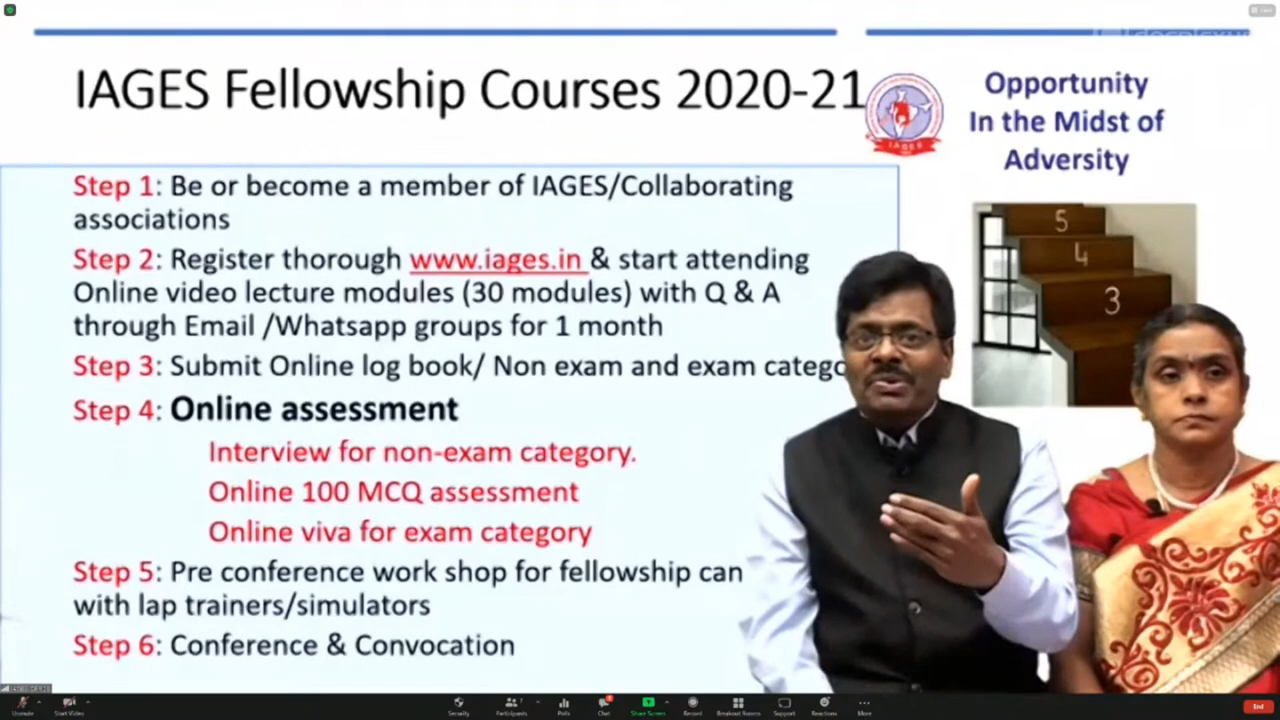 IAGES Fellowship Courses 2020-21
IAGES
Opportunity
In the Midst of
Adversity
Step 1: Be or become a member of IAGES/Collaborating
associations
Step 2: Register thorough www.iages.in & start attending
Online video lecture modules (30 modules) with Q & A
through Email /Whatsapp groups for 1 month
Step 3: Submit Online log book/ Non exam and exam catego
Step 4: Online assessment
Interview for non-exam category.
Online 100 MCQ assessment
Online viva for exam category
Step 5: Pre conference work shop for fellowship can
with lap trainers/simulators
Step 6: Conference & Convocation
5
4
3
Unmute Start Video Security Participants Polls Chat Share Screen Record Breakout Rooms Support Reactions More End